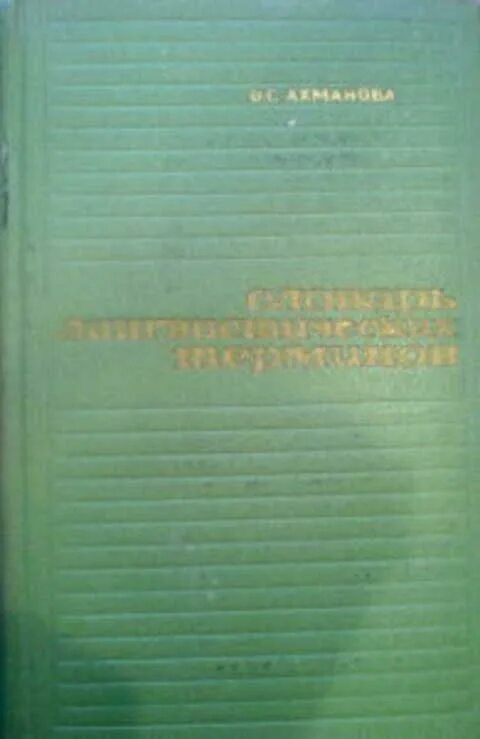 О. С. АХМАНОВА
словарь
лингвистических
терминов